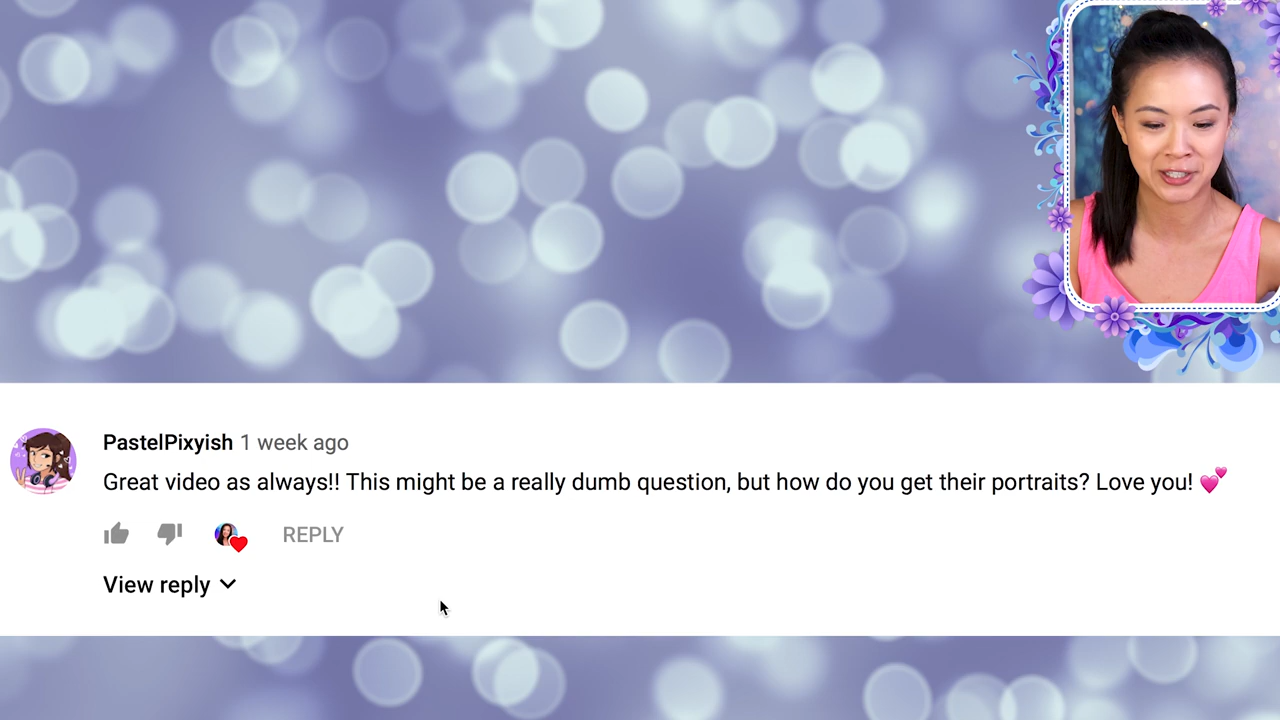 PastelPixyish 1 week ago
Great video as always!! This might be a really dumb question, but how do you get their portraits? Love you! 💕
REPLY
View reply